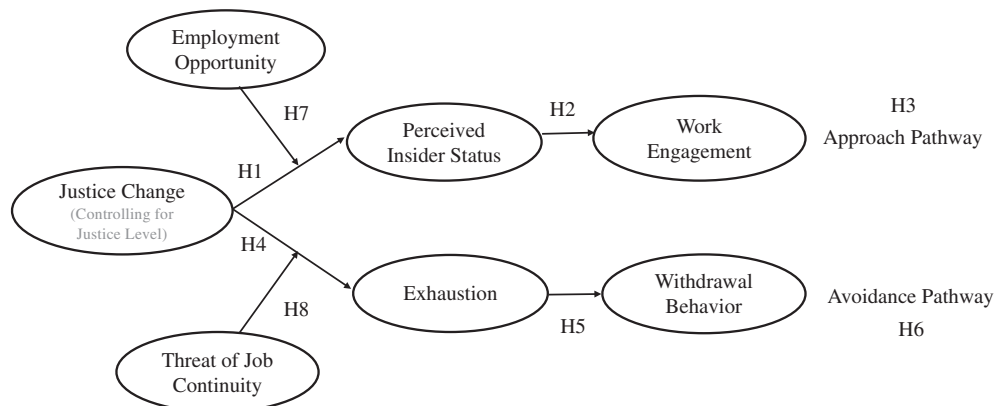 Employment
Opportunity
H7
H2
H3
Perceived
Insider Status
Work
Engagement
Approach Pathway
H1
Justice Change
(Controlling for
Justice Level)
H4
Exhaustion
Withdrawal
Behavior
Avoidance Pathway
H8
H5
H6
Threat of Job
Continuity